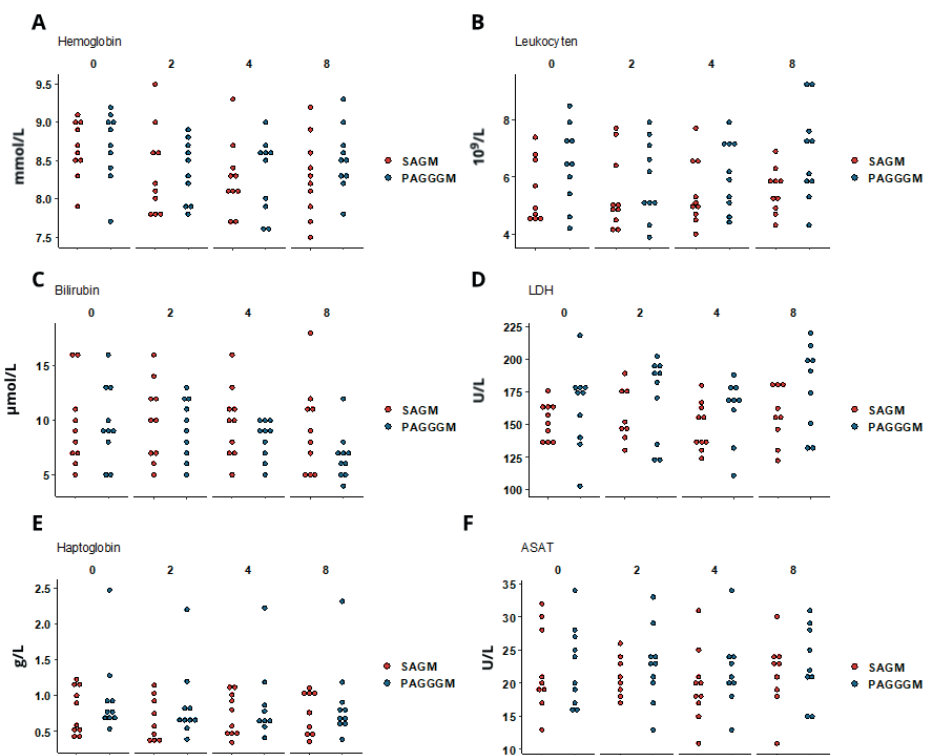 A
Hemoglobin
0 2 4 8
9.5
9.0
8.5
8.0
7.5
mmol/L
SAGM
PAGGGM
B
Leukocyten
0 2 4 8
8
6
4
10^9/L
SAGM
PAGGGM
C
Bilirubin
0 2 4 8
15
10
5
µmol/L
SAGM
PAGGGM
D
LDH
0 2 4 8
225
200
175
150
125
100
U/L
SAGM
PAGGGM
E
Haptoglobin
0 2 4 8
2.5
2.0
1.5
1.0
0.5
g/L
SAGM
PAGGGM
F
ASAT
0 2 4 8
35
30
25
20
15
10
U/L
SAGM
PAGGGM